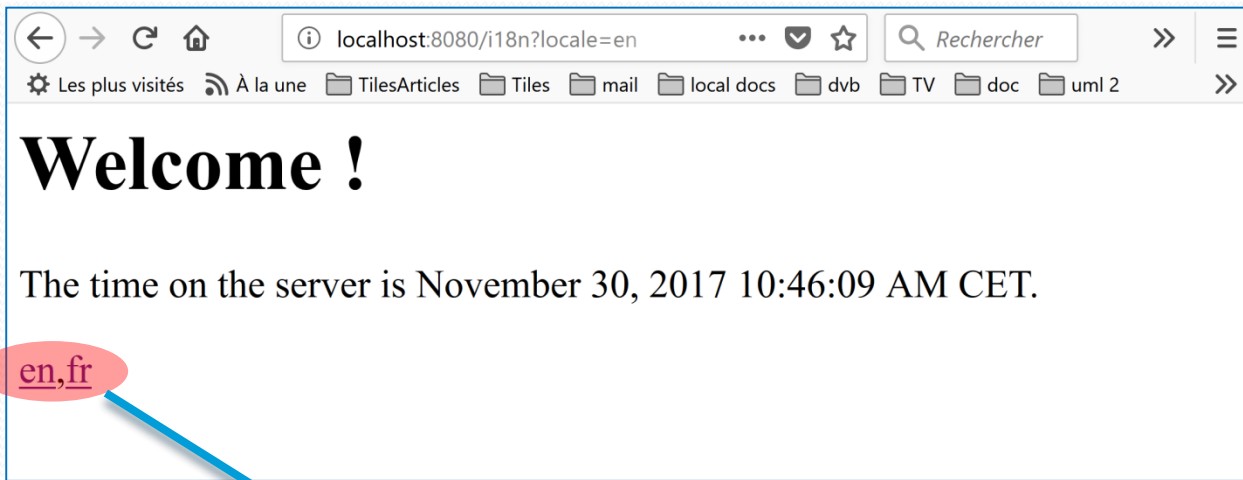 localhost:8080/i18n?locale=en ••• Rechercher
Les plus visités À la une TilesArticles Tiles mail local docs dvb TV doc uml 2
Welcome !
The time on the server is November 30, 2017 10:46:09 AM CET.
en,fr